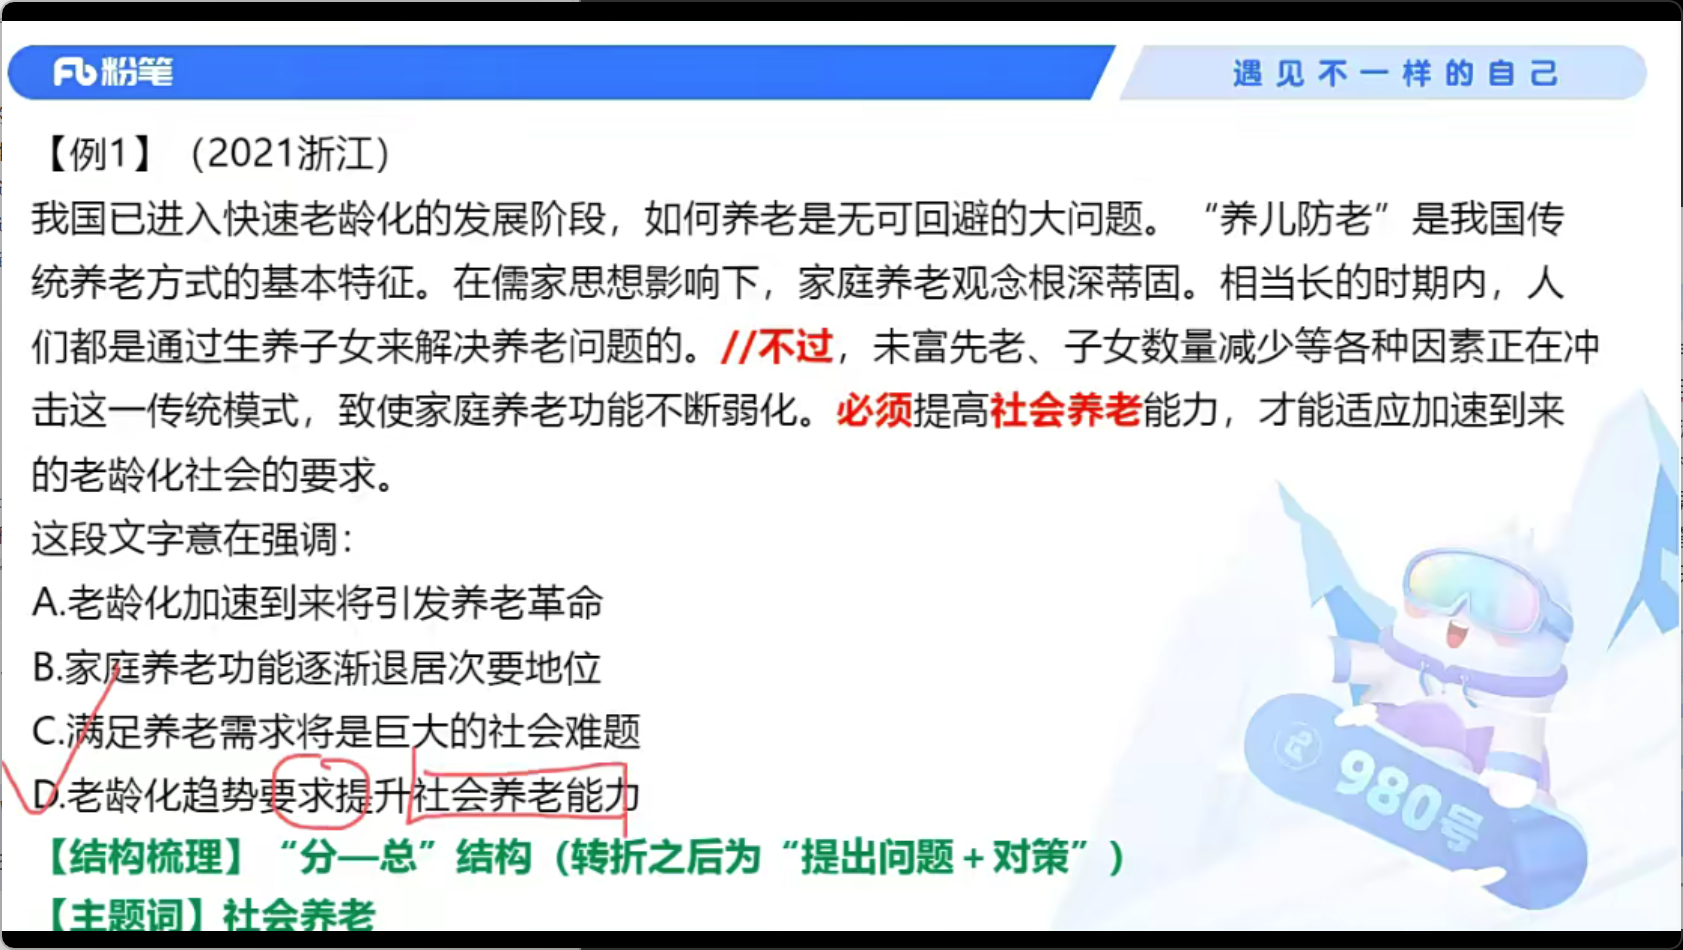 粉笔
遇见不一样的自己
【例1】（2021浙江）
我国已进入快速老龄化的发展阶段，如何养老是无可回避的大问题。“养儿防老”是我国传
统养老方式的基本特征。在儒家思想影响下，家庭养老观念根深蒂固。相当长的时期内，人
们都是通过生养子女来解决养老问题的。//不过，未富先老、子女数量减少等各种因素正在冲
击这一传统模式，致使家庭养老功能不断弱化。必须提高社会养老能力，才能适应加速到来
的老龄化社会的要求。
这段文字意在强调：
A.老龄化加速到来将引发养老革命
B.家庭养老功能逐渐退居次要地位
C.满足养老需求将是巨大的社会难题
D.老龄化趋势要求提升社会养老能力
980号
【结构梳理】“分—总”结构（转折之后为“提出问题＋对策”）
【主题词】社会养老